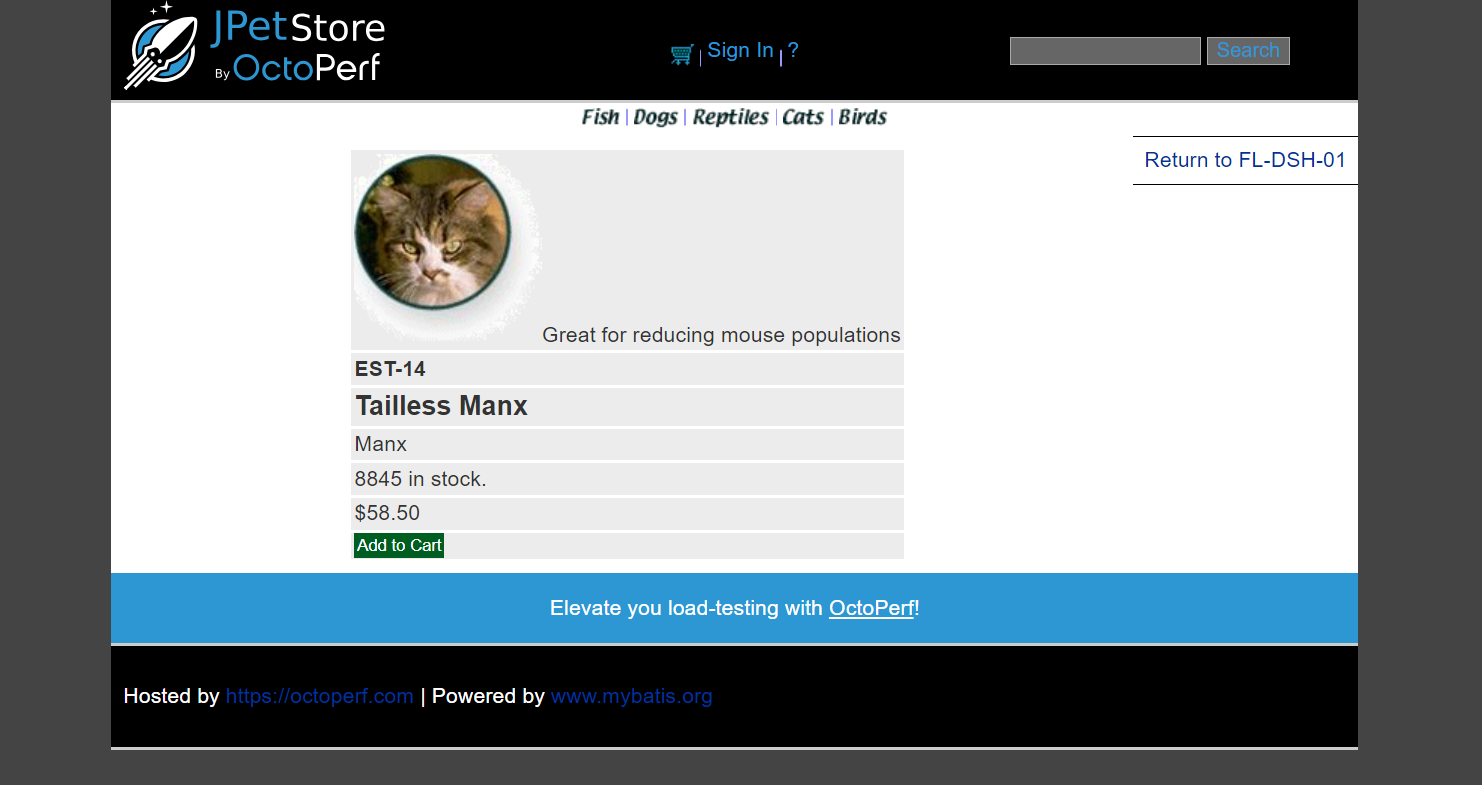 JPetStore
By OctoPerf
Sign In ?
Search
Fish Dogs Reptiles Cats Birds
Return to FL-DSH-01
Great for reducing mouse populations
EST-14
Tailless Manx
Manx
8845 in stock.
$58.50
Add to Cart
Elevate you load-testing with OctoPerf!
Hosted by https://octoperf.com | Powered by www.mybatis.org